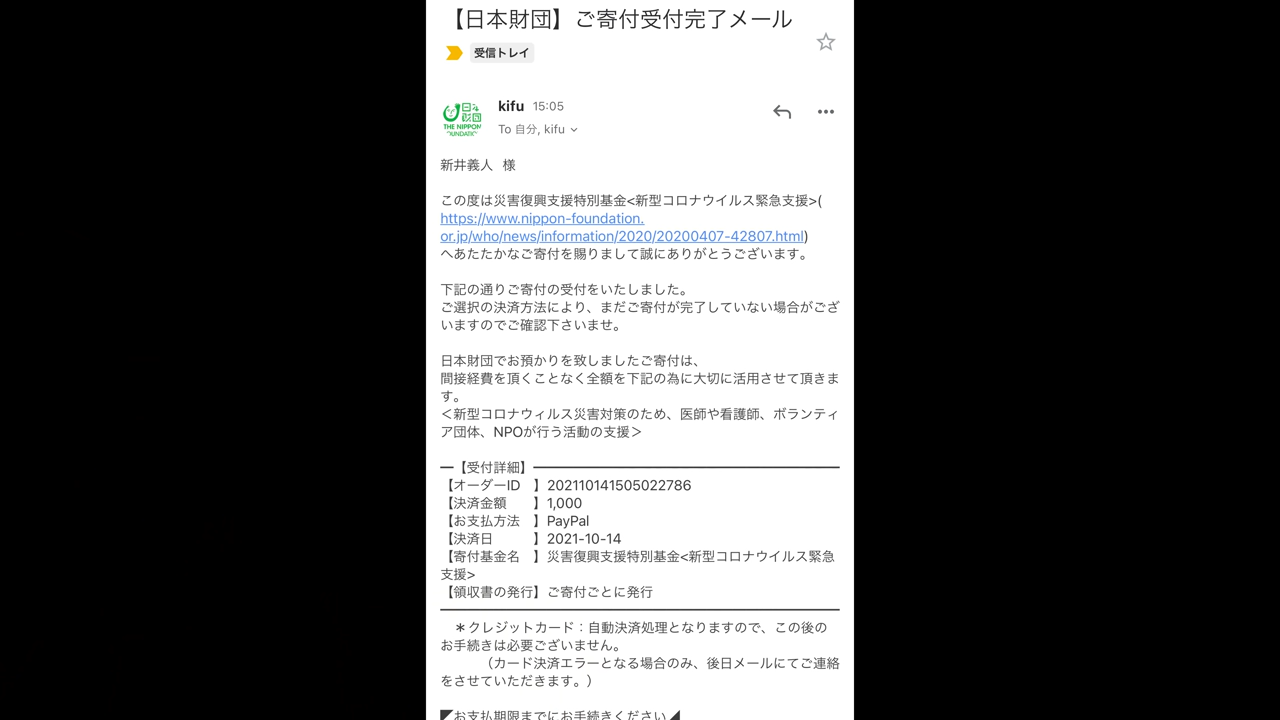 【日本財団】ご寄付受付完了メール
受信トレイ
THE NIPPON
kifu 15:05
To 自分, kifu
新井義人 様
この度は災害復興支援特別基金<新型コロナウイルス緊急支援>(
https://www.nippon-foundation.
or.jp/who/news/information/2020/20200407-42807.html)
へあたたかなご寄付を賜りまして誠にありがとうございます。
下記の通りご寄付の受付をいたしました。
ご選択の決済方法により、まだご寄付が完了していない場合がござ
いますのでご確認下さいませ。
日本財団でお預かりを致しましたご寄付は、
間接経費を頂くことなく全額を下記の為に大切に活用させて頂きま
す。
＜新型コロナウィルス災害対策のため、医師や看護師、ボランティ
ア団体、NPOが行う活動の支援＞
━【受付詳細】━━━━━━━━━━━━━━━━━━━━━━━
【オーダーID 】202110141505022786
【決済金額 】1,000
【お支払方法 】PayPal
【決済日 】2021-10-14
【寄付基金名 】災害復興支援特別基金<新型コロナウイルス緊急
支援>
【領収書の発行】ご寄付ごとに発行
━━━━━━━━━━━━━━━━━━━━━━━━━━━━━━
＊クレジットカード：自動決済処理となりますので、この後の
お手続きは必要ございません。
（カード決済エラーとなる場合のみ、後日メールにてご連絡
をさせていただきます。）
◤お支払期限までにお手続きください◢